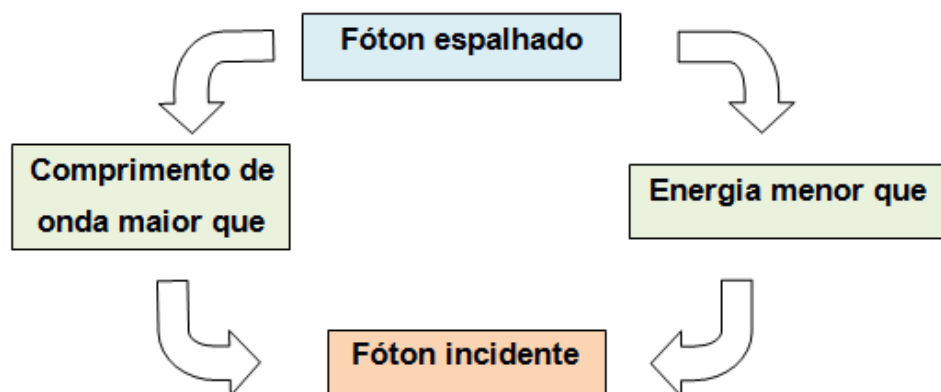 Fóton espalhado
Comprimento de
onda maior que
Energia menor que
Fóton incidente